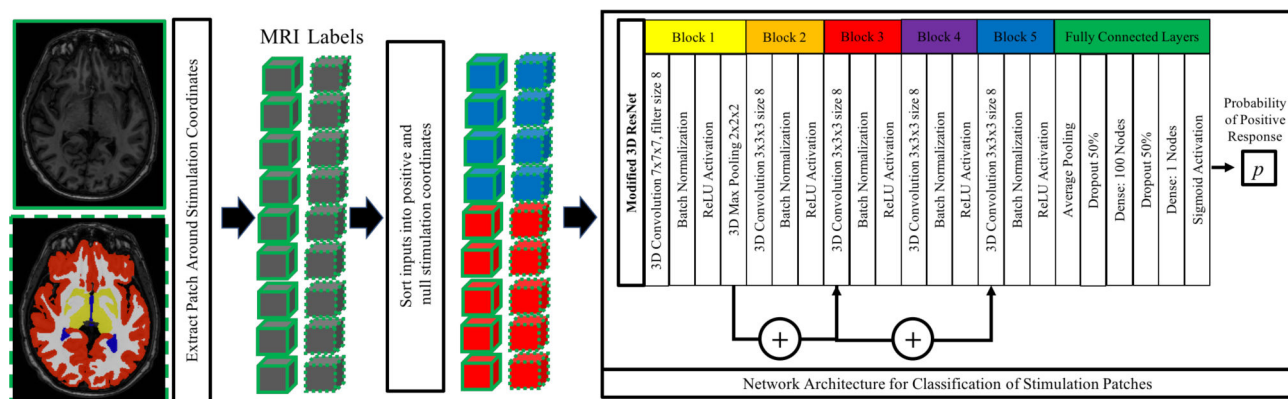 Extract Patch Around Stimulation Coordinates
MRI Labels
Sort inputs into positive and
null stimulation coordinates
Modified 3D ResNet
Block 1
Block 2
Block 3
Block 4
Block 5
Fully Connected Layers
3D Convolution 7x7x7, filter size 8
Batch Normalization
ReLU Activation
3D Max Pooling 2x2x2
3D Convolution 3x3x3 size 8
Batch Normalization
ReLU Activation
3D Convolution 3x3x3 size 8
Batch Normalization
ReLU Activation
3D Convolution 3x3x3 size 8
Batch Normalization
ReLU Activation
3D Convolution 3x3x3 size 8
Batch Normalization
ReLU Activation
Average Pooling
Dropout 50%
Dense: 100 Nodes
Dropout 50%
Dense: 1 Nodes
Sigmoid Activation
Probability
of Positive
Response
p
+
+
Network Architecture for Classification of Stimulation Patches